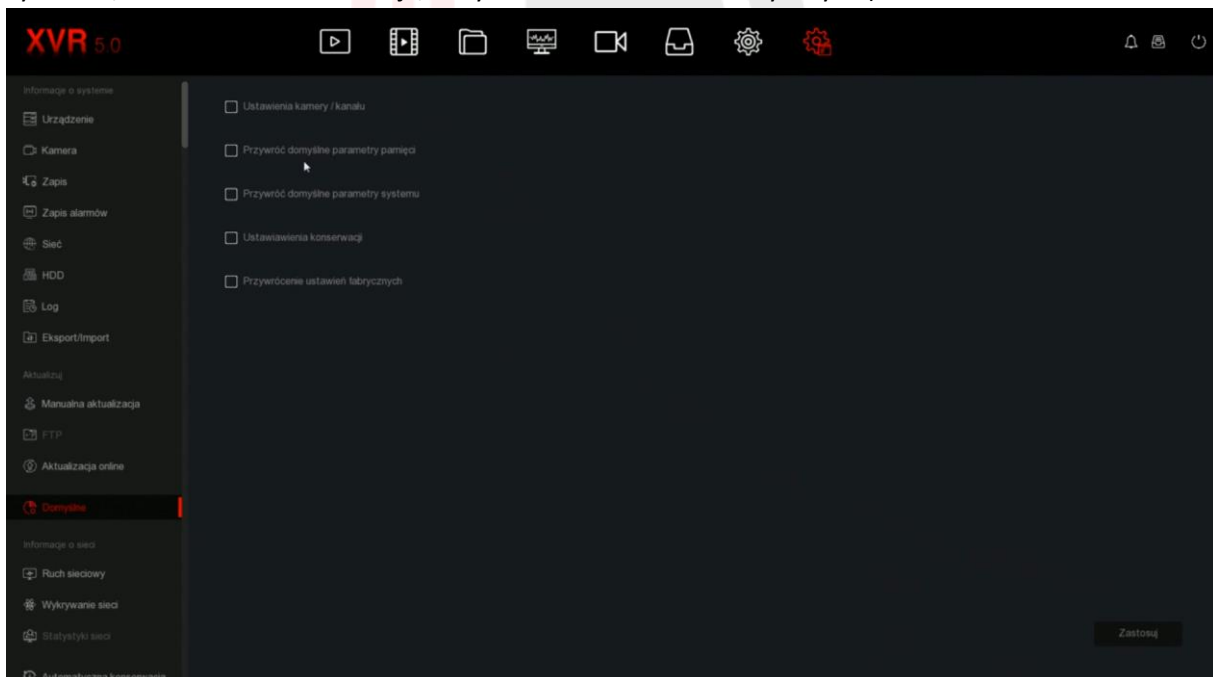 XVR 5.0
Informacje o systemie
Urządzenie
Kamera
Zapis
Zapis alarmów
Sieć
HDD
Log
Eksport/Import
Aktualizuj
Manualna aktualizacja
FTP
Aktualizacja online
Domyślne
Informacje o sieci
Ruch sieciowy
Wykrywanie sieci
Statystyki sieci
Ustawienia kamery / kanału
Przywróć domyślne parametry pamięci
Przywróć domyślne parametry systemu
Ustawiawienia konserwacji
Przywrócenie ustawień fabrycznych
Zastosuj